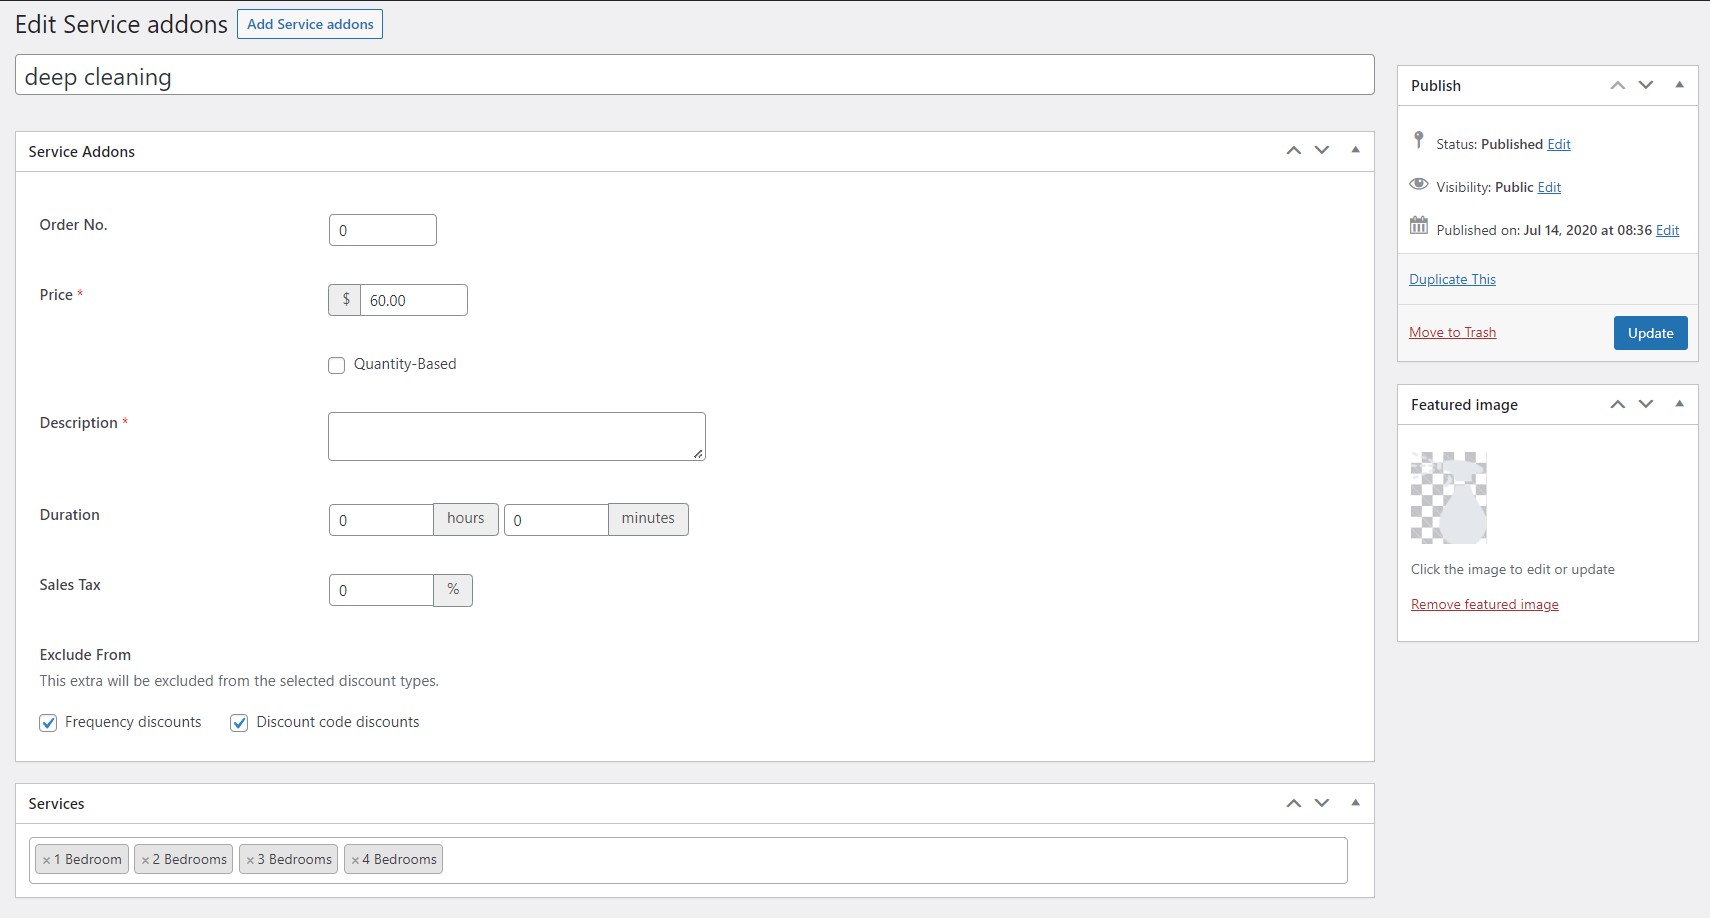 Edit Service addons
Add Service addons
deep cleaning
Service Addons
Order No.
0
Price *
$
60.00
Quantity-Based
Description *
Duration
0
hours
0
minutes
Sales Tax
0
%
Exclude From
This extra will be excluded from the selected discount types.
Frequency discounts
Discount code discounts
Services
× 1 Bedroom
× 2 Bedrooms
× 3 Bedrooms
× 4 Bedrooms
Publish
Status: Published Edit
Visibility: Public Edit
Published on: Jul 14, 2020 at 08:36 Edit
Duplicate This
Move to Trash
Update
Featured image
Click the image to edit or update
Remove featured image